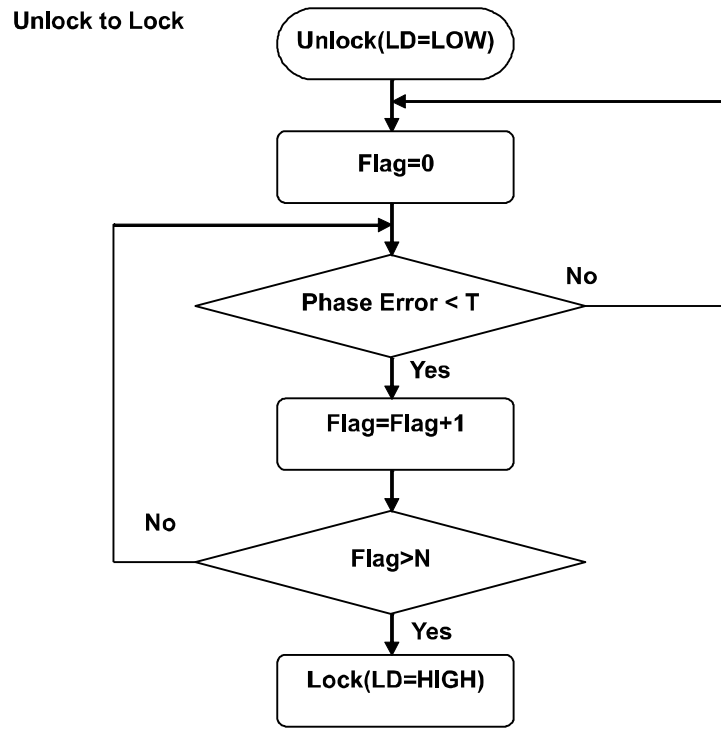 Unlock to Lock
Unlock(LD=LOW)
Flag=0
Phase Error < T
No
Yes
Flag=Flag+1
No
Flag>N
Yes
Lock(LD=HIGH)